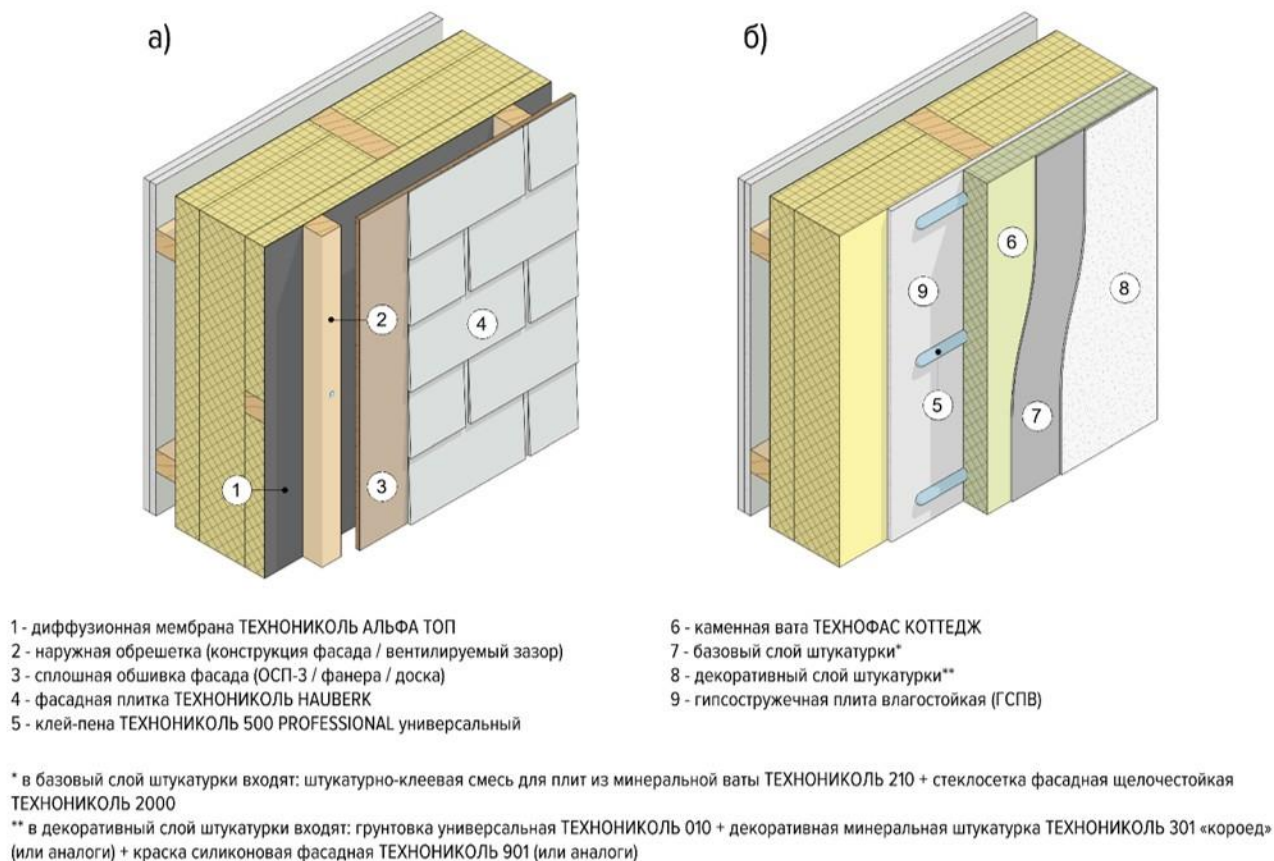 а)
б)
2
4
1
3
6
9
8
5
7
1 - диффузионная мембрана ТЕХНОНИКОЛЬ АЛЬФА ТОП
2 - наружная обрешетка (конструкция фасада / вентилируемый зазор)
3 - сплошная обшивка фасада (ОСП-3 / фанера / доска)
4 - фасадная плитка ТЕХНОНИКОЛЬ HAUBERK
5 - клей-пена ТЕХНОНИКОЛЬ 500 PROFESSIONAL универсальный
6 - каменная вата ТЕХНОФАС КОТТЕДЖ
7 - базовый слой штукатурки*
8 - декоративный слой штукатурки**
9 - гипсостружечная плита влагостойкая (ГСПВ)
* в базовый слой штукатурки входят: штукатурно-клеевая смесь для плит из минеральной ваты ТЕХНОНИКОЛЬ 210 + стеклосетка фасадная щелочестойкая
ТЕХНОНИКОЛЬ 2000
** в декоративный слой штукатурки входят: грунтовка универсальная ТЕХНОНИКОЛЬ 010 + декоративная минеральная штукатурка ТЕХНОНИКОЛЬ 301 «короед»
(или аналоги) + краска силиконовая фасадная ТЕХНОНИКОЛЬ 901 (или аналоги)